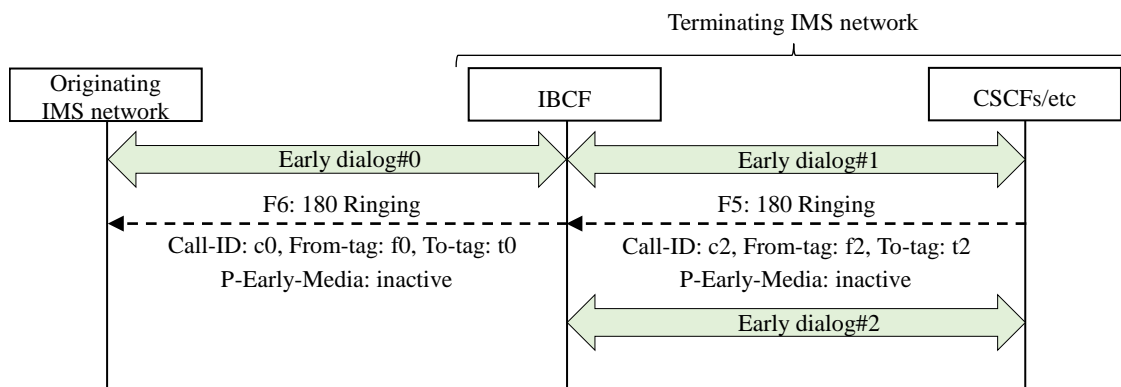 Terminating IMS network
Originating
IMS network
IBCF
CSCFs/etc
Early dialog#0
Early dialog#1
F6: 180 Ringing
F5: 180 Ringing
Call-ID: c0, From-tag: f0, To-tag: t0
Call-ID: c2, From-tag: f2, To-tag: t2
P-Early-Media: inactive
P-Early-Media: inactive
Early dialog#2